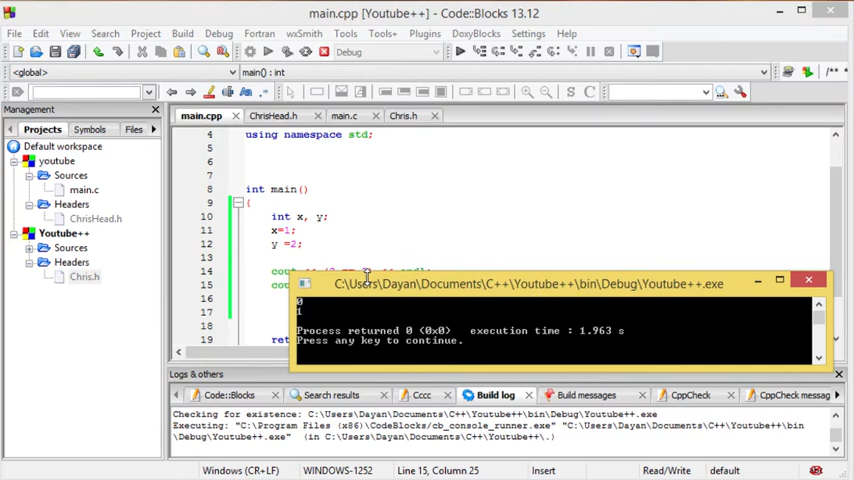 main.cpp [Youtube++] - Code::Blocks 13.12
File Edit View Search Project Build Debug Fortran wxSmith Tools Tools+ Plugins DoxyBlocks Settings Help
Debug
<global> main() : int /** *
Aa S C
Management
main.cpp ChrisHead.h main.c Chris.h
Projects Symbols Files
Default workspace
youtube
Sources
main.c
Headers
ChrisHead.h
Youtube++
Sources
Headers
Chris.h
4 using namespace std;
5
6
7
8 int main()
9 {
10 int x, y;
11 x=1;
12 y =2;
13
14 cout << (2 ==
15 cou
16
17
19 ret
C:\Users\Dayan\Documents\C++\Youtube++\bin\Debug\Youtube++.exe
0
1
Process returned 0 (0x0) execution time : 1.963 s
Press any key to continue.
Logs & others
Code::Blocks Search results Cccc Build log Build messages CppCheck CppCheck messag
Checking for existence: C:\Users\Dayan\Documents\C++\Youtube++\bin\Debug\Youtube++.exe
Executing: "C:\Program Files (x86)\CodeBlocks/cb_console_runner.exe" "C:\Users\Dayan\Documents\C++\Youtube++\bin
\Debug\Youtube++.exe" (in C:\Users\Dayan\Documents\C++\Youtube++\.)
Windows (CR+LF) WINDOWS-1252 Line 15, Column 25 Insert Read/Write default